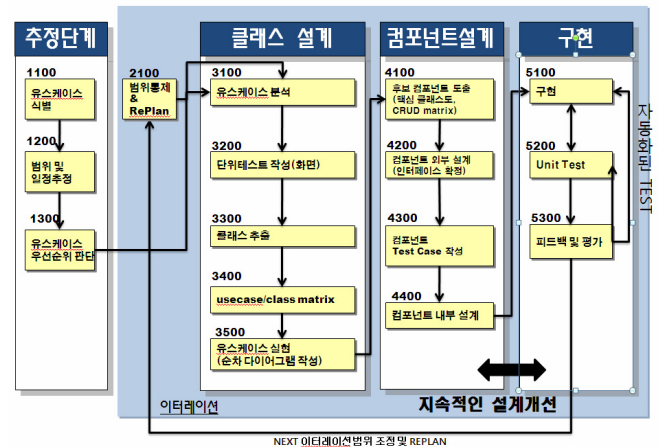 추정단계
1100
유스케이스
식별
1200
범위 및
일정추정
1300
유스케이스
우선순위 판단
2100
범위통제
&
RePlan
클래스 설계
3100
유스케이스 분석
3200
단위테스트 작성(화면)
3300
클래스 추출
3400
usecase/class matrix
3500
유스케이스 실현
(순차 다이어그램 작성)
컴포넌트설계
4100
후보 컴포넌트 도출
(핵심 클래스도,
CRUD matrix)
4200
컴포넌트 외부 설계
(인터페이스 확정)
4300
컴포넌트
Test Case 작성
4400
컴포넌트 내부 설계
구현
5100
구현
5200
Unit Test
5300
피드백 및 평가
자동화된 TEST
이터레이션
지속적인 설계개선
NEXT 이터레이션범위 조정 및 REPLAN